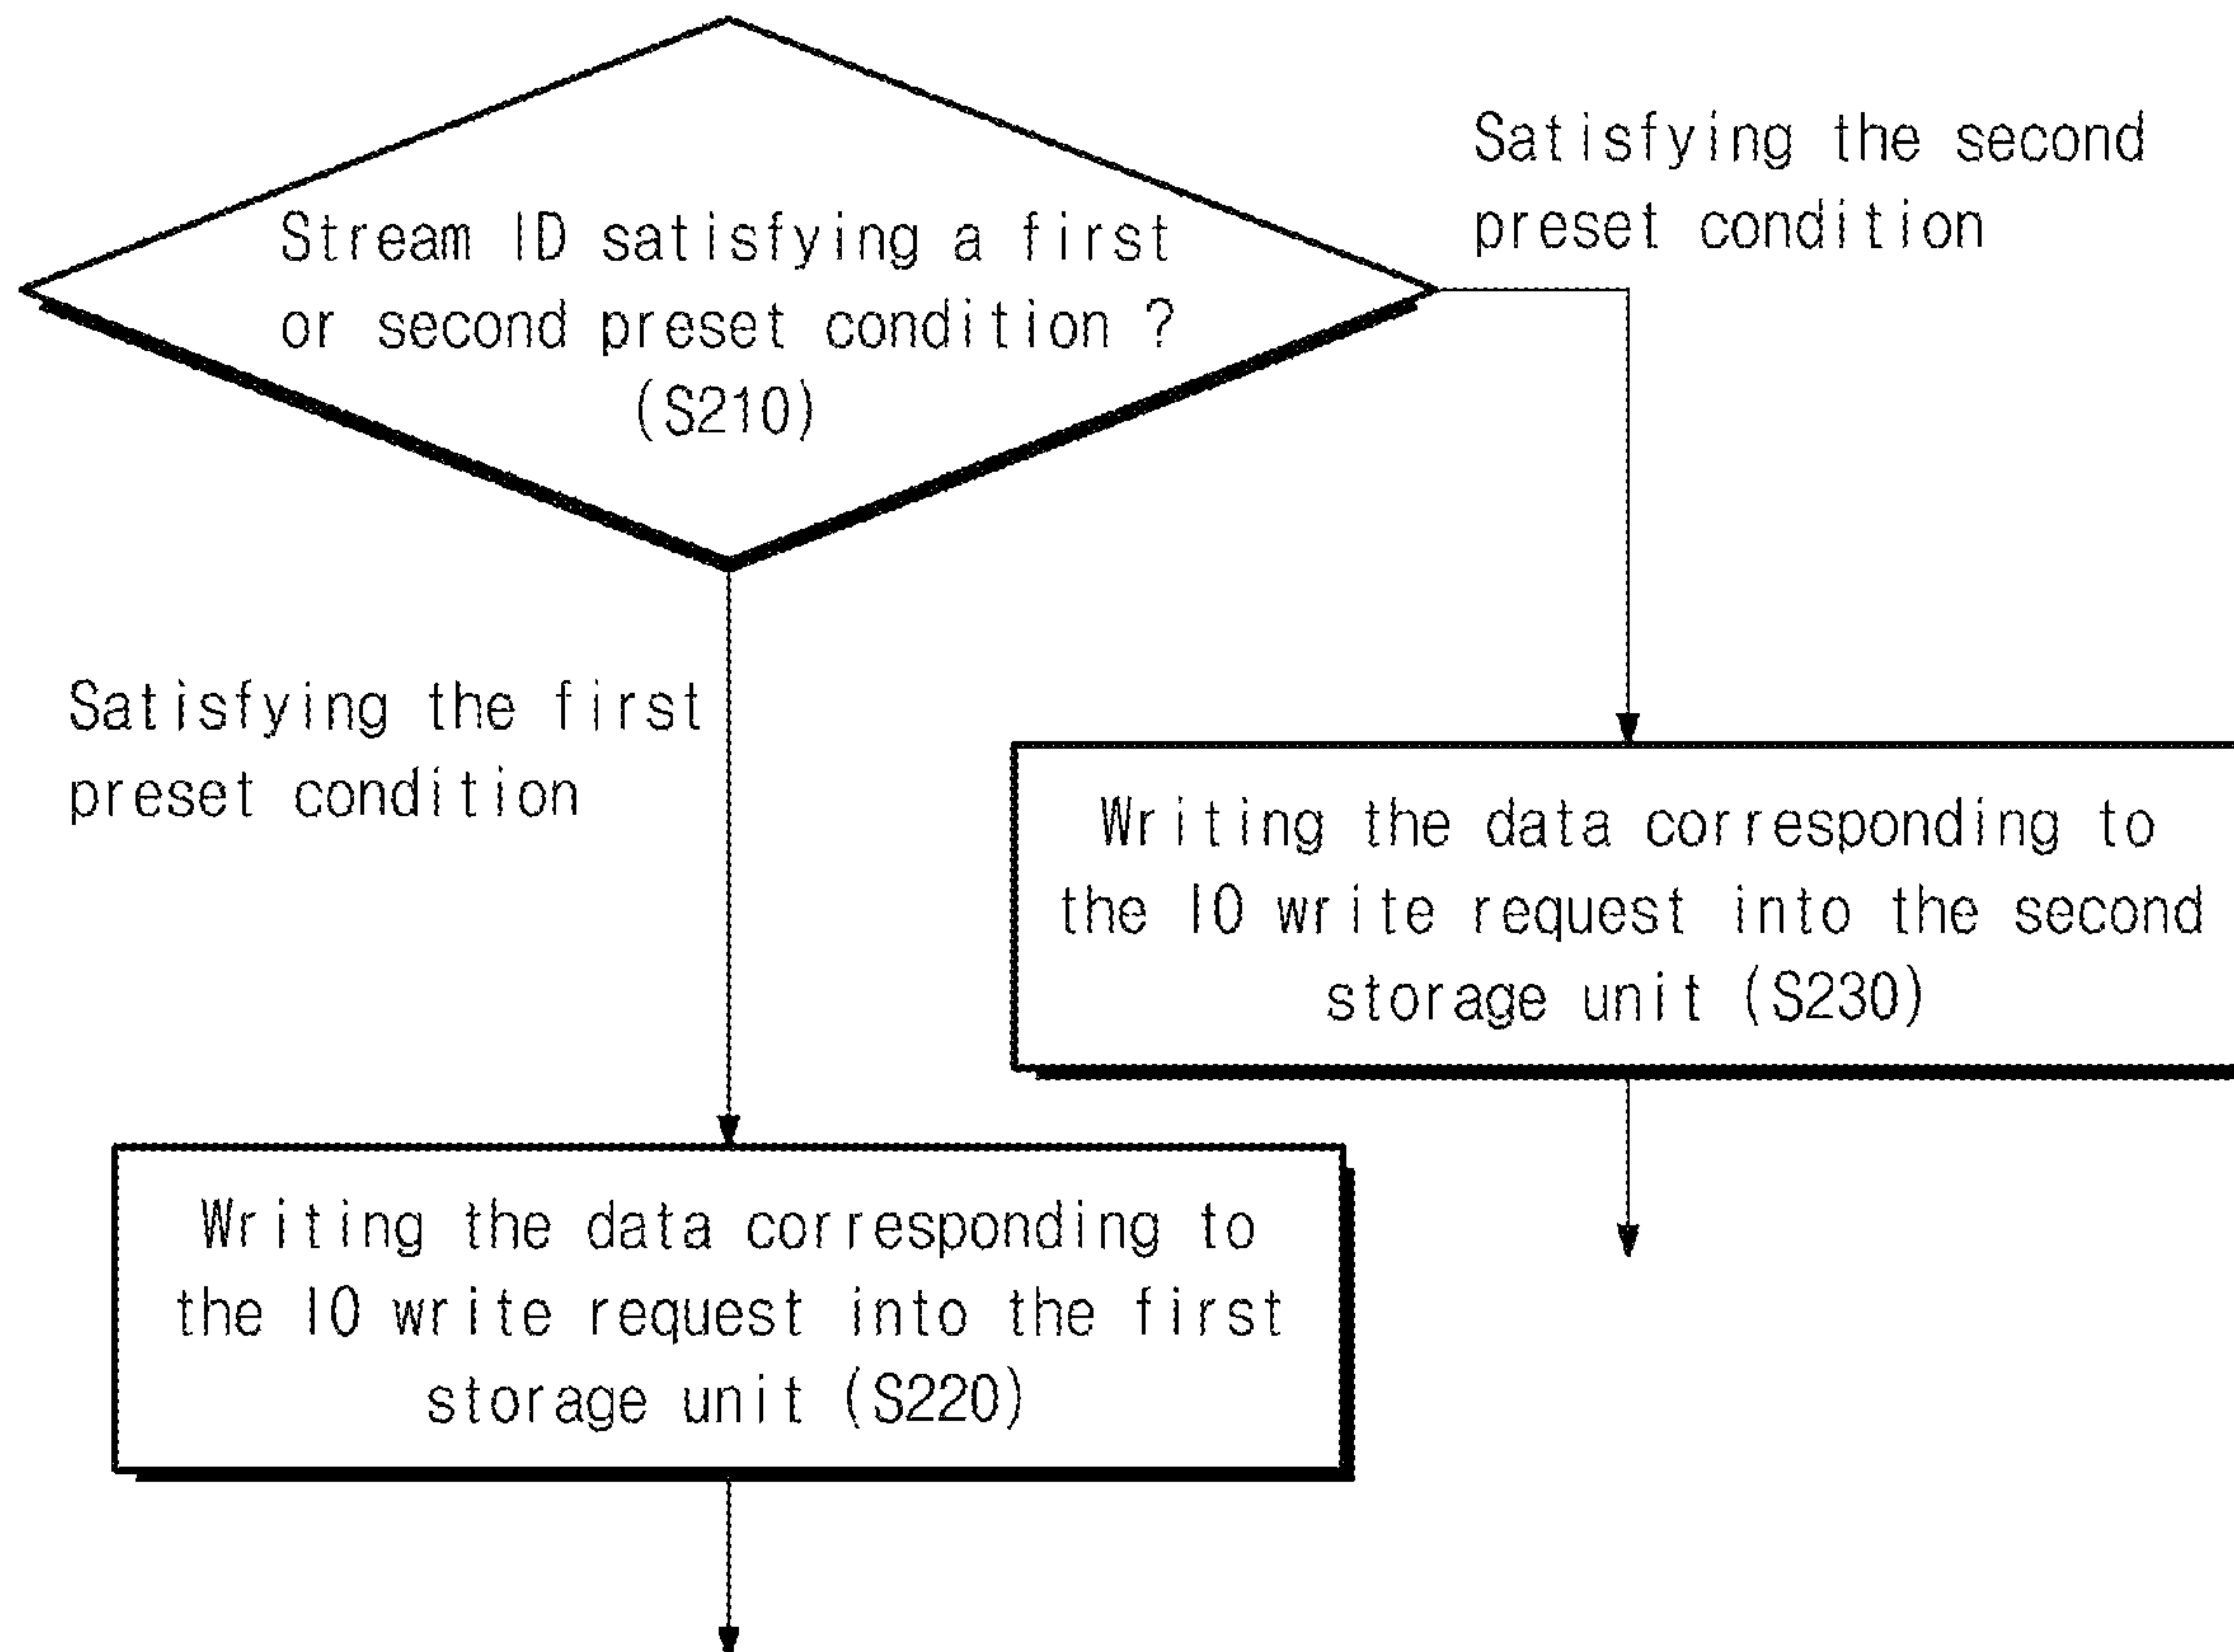 Stream ID satisfying a first
or second preset condition ?
(S210)
Satisfying the second
preset condition
Satisfying the first
preset condition
Writing the data corresponding to
the IO write request into the second
storage unit (S230)
Writing the data corresponding to
the IO write request into the first
storage unit (S220)